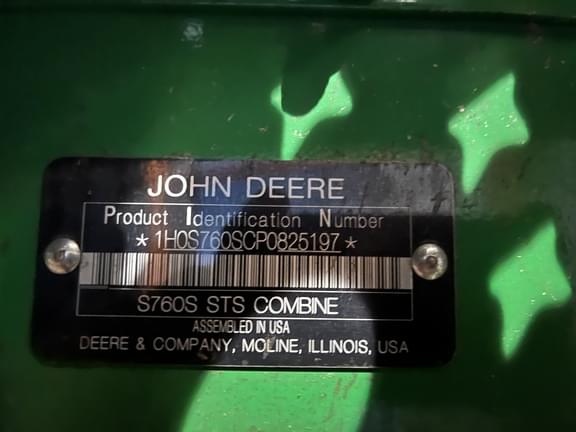 JOHN DEERE
Product Identification Number
*1H0S760SCP0825197*
S760S STS COMBINE
ASSEMBLED IN USA
DEERE & COMPANY, MOLINE, ILLINOIS, USA